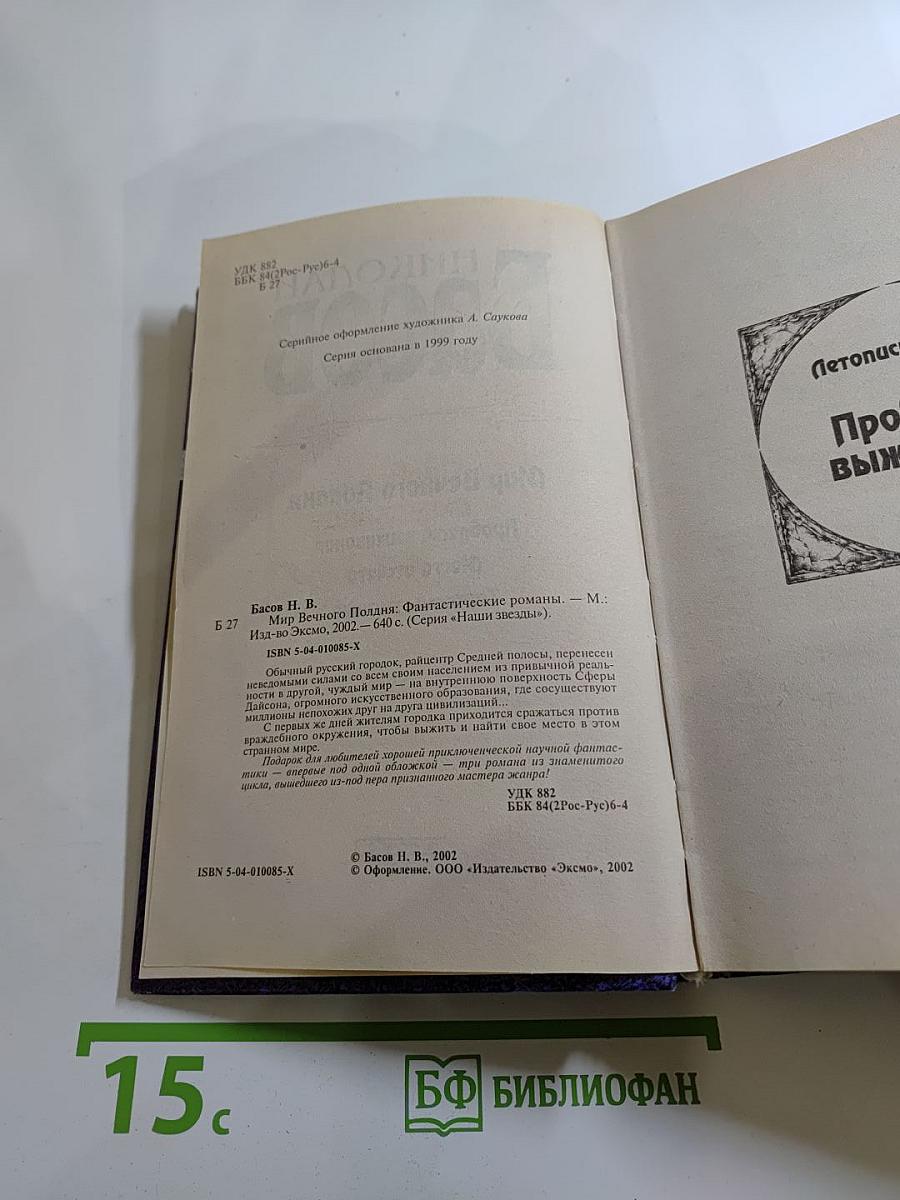 УДК 882
ББК 84(2Рос-Рус)6-4
Б 27
Серийное оформление художника А. Саукова
Серия основана в 1999 году
Басов Н. В.
Б 27 Мир Вечного Полдня: Фантастические романы. — М.:
Изд-во Эксмо, 2002.— 640 с. (Серия «Наши звезды»).
ISBN 5-04-010085-X
Обычный русский городок, райцентр Средней полосы, перенесен
неведомыми силами со всем своим населением из привычной реаль-
ности в другой, чуждый мир — на внутреннюю поверхность Сферы
Дайсона, огромного искусственного образования, где сосуществуют
миллионы непохожих друг на друга цивилизаций...
С первых же дней жителям городка приходится сражаться против
враждебного окружения, чтобы выжить и найти свое место в этом
странном мире.
Подарок для любителей хорошей приключенческой научной фантас-
тики — впервые под одной обложкой — три романа из знаменитого
цикла, вышедшего из-под пера признанного мастера жанра!
УДК 882
ББК 84(2Рос-Рус)6-4
ISBN 5-04-010085-X
© Басов Н. В., 2002
© Оформление. ООО «Издательство «Эксмо», 2002
Летопис
Про
выж
15 с
БФ БИБЛИОФАН